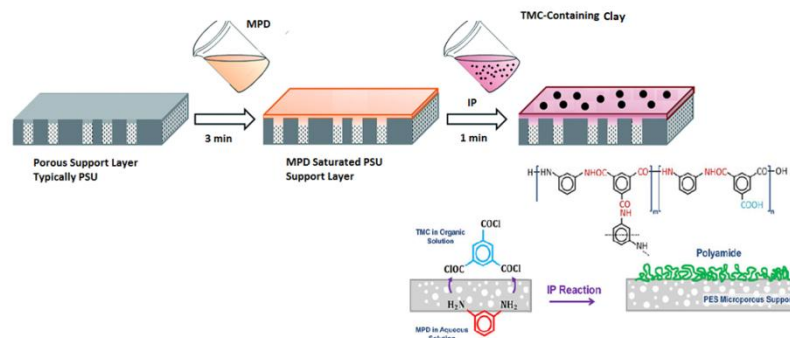 MPD
TMC-Containing Clay
3 min
IP
1 min
Porous Support Layer
Typically PSU
MPD Saturated PSU
Support Layer
H HN NHOC CO HN NHOC CO OH
CO
HN
COOH
m
n
NH
TMC in Organic
Solution
COCl
ClOC COCl
H₂N NH₂
MPD in Aqueous
Solution
IP Reaction
Polyamide
PES Microporous Support